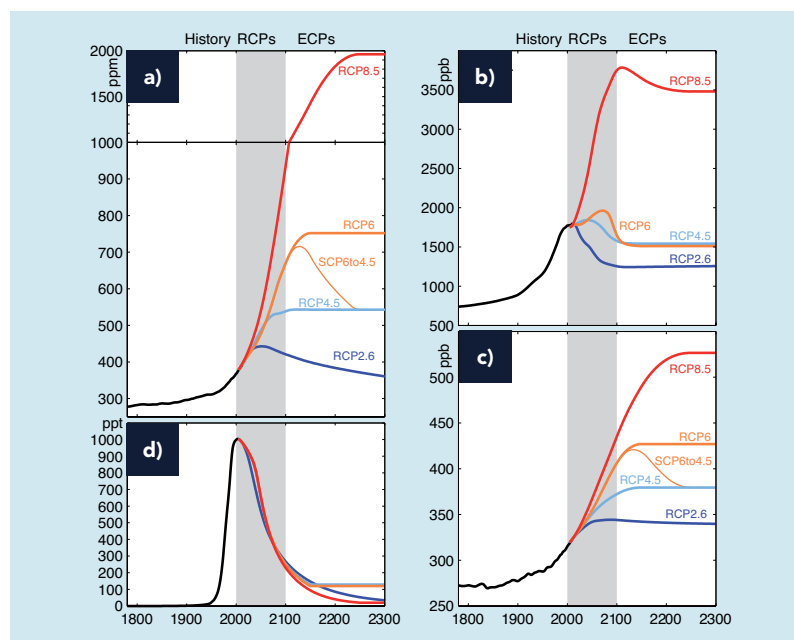 History RCPs ECPs
ppm
2000
1500
1000
900
800
700
600
500
400
300
a)
RCP8.5
RCP6
SCP6to4.5
RCP4.5
RCP2.6
History RCPs ECPs
ppb
3500
3000
2500
2000
1500
1000
500
b)
RCP8.5
RCP6
RCP4.5
RCP2.6
ppb
500
450
400
350
300
250
c)
RCP8.5
RCP6
SCP6to4.5
RCP4.5
RCP2.6
1800 1900 2000 2100 2200 2300
ppt
1000
900
800
700
600
500
400
300
200
100
0
d)
1800 1900 2000 2100 2200 2300